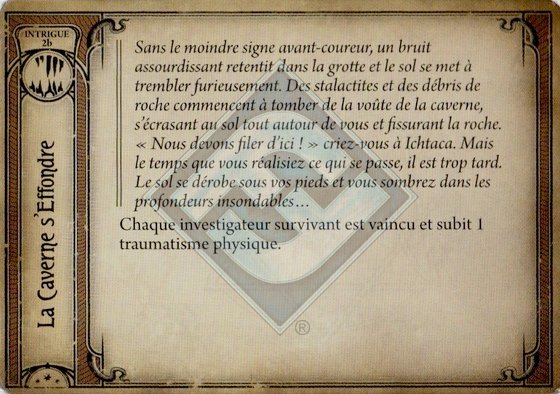 INTRIGUE
2b
La Caverne s'Effondre
Sans le moindre signe avant-coureur, un bruit
assourdissant retentit dans la grotte et le sol se met à
trembler furieusement. Des stalactites et des débris de
roche commencent à tomber de la voûte de la caverne,
s'écrasant au sol tout autour de vous et fissurant la roche.
« Nous devons filer d'ici ! » criez-vous à Ichtaca. Mais
le temps que vous réalisiez ce qui se passe, il est trop tard.
Le sol se dérobe sous vos pieds et vous sombrez dans les
profondeurs insondables…
Chaque investigateur survivant est vaincu et subit 1
traumatisme physique.
®